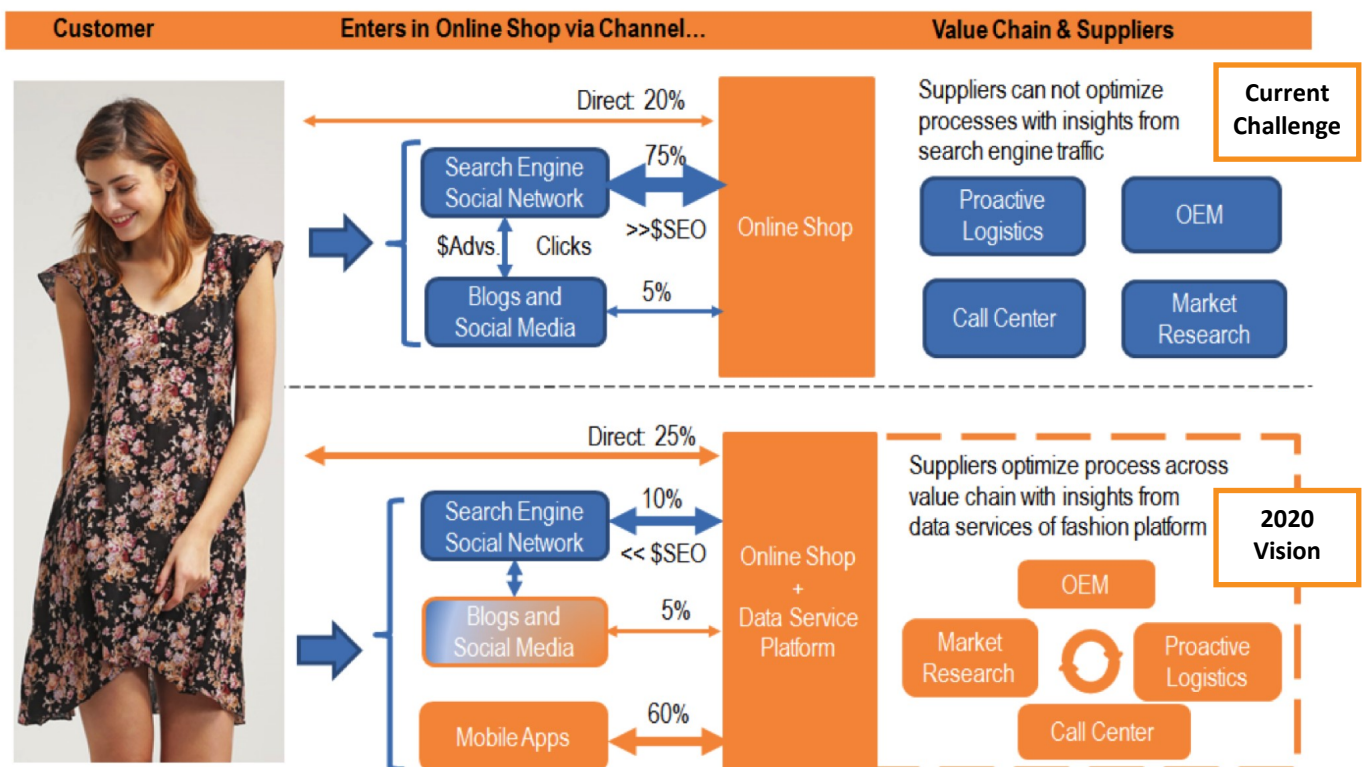 Customer
Enters in Online Shop via Channel...
Value Chain & Suppliers
Direct: 20%
Search Engine
Social Network
75%
>>$SEO
$Advs.
Clicks
Blogs and
Social Media
5%
Online Shop
Suppliers can not optimize
processes with insights from
search engine traffic
Current
Challenge
Proactive
Logistics
OEM
Call Center
Market
Research
Direct: 25%
Search Engine
Social Network
10%
<< $SEO
Blogs and
Social Media
5%
Mobile Apps
60%
Online Shop
+
Data Service
Platform
Suppliers optimize process across
value chain with insights from
data services of fashion platform
2020
Vision
OEM
Market
Research
Proactive
Logistics
Call Center